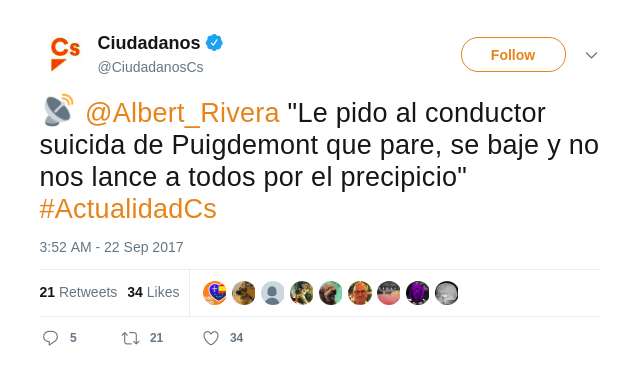 Cs
Ciudadanos
@CiudadanosCs
Follow
@Albert_Rivera "Le pido al conductor
suicida de Puigdemont que pare, se baje y no
nos lance a todos por el precipicio"
#ActualidadCs
3:52 AM - 22 Sep 2017
21 Retweets 34 Likes
5 21 34